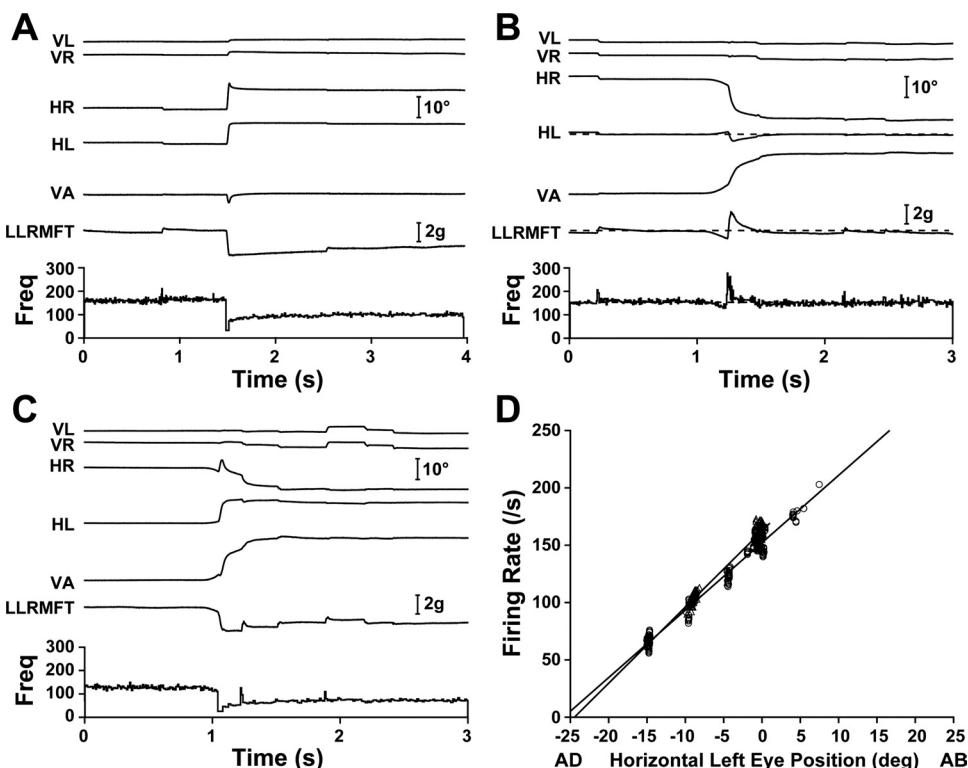 A
VL
VR
HR
10°
HL
VA
LLRMFT
2g
300
200
100
0
Freq
0
1
2
3
4
Time (s)
B
VL
VR
HR
10°
HL
VA
2g
LLRMFT
300
200
100
0
Freq
0
1
2
3
Time (s)
C
VL
VR
HR
10°
HL
VA
LLRMFT
2g
300
200
100
0
Freq
0
1
2
3
Time (s)
D
250
200
150
100
50
0
Firing Rate (/s)
-25 -20 -15 -10 -5 0 5 10 15 20 25
AD Horizontal Left Eye Position (deg) AB